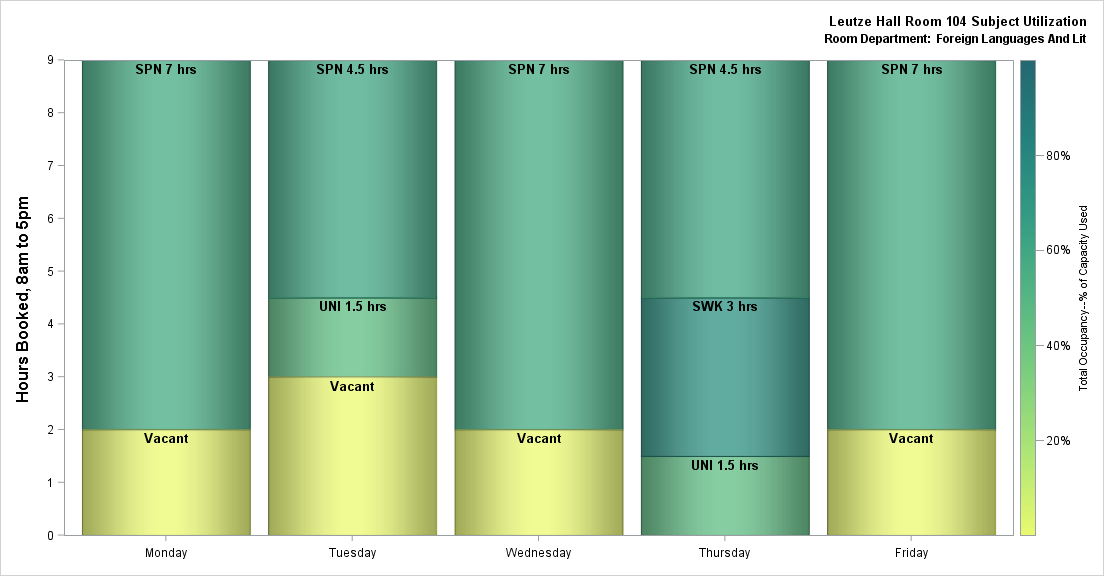 Leutze Hall Room 104 Subject Utilization
Room Department: Foreign Languages And Lit
Hours Booked, 8am to 5pm
9
8
7
6
5
4
3
2
1
0
SPN 7 hrs
Vacant
SPN 4.5 hrs
UNI 1.5 hrs
Vacant
SPN 7 hrs
Vacant
SPN 4.5 hrs
SWK 3 hrs
UNI 1.5 hrs
SPN 7 hrs
Vacant
Monday
Tuesday
Wednesday
Thursday
Friday
80%
60%
40%
20%
Total Occupancy--% of Capacity Used